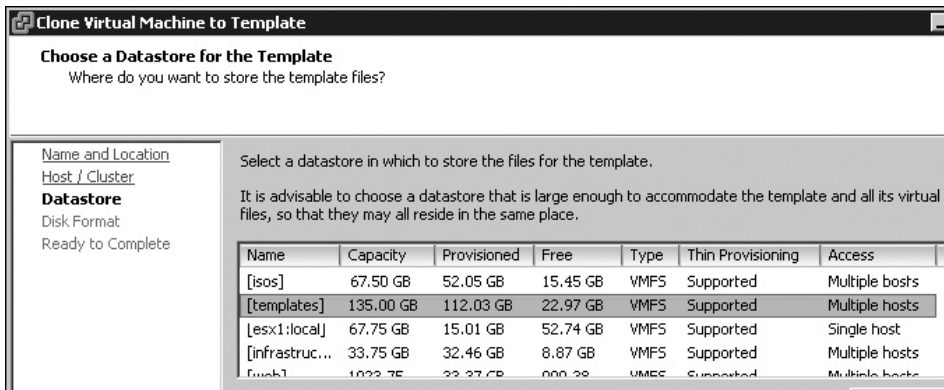 Clone Virtual Machine to Template
Choose a Datastore for the Template
Where do you want to store the template files?
Name and Location
Host / Cluster
Datastore
Disk Format
Ready to Complete
Select a datastore in which to store the files for the template.
It is advisable to choose a datastore that is large enough to accommodate the template and all its virtual
files, so that they may all reside in the same place.
Name Capacity Provisioned Free Type Thin Provisioning Access
[isos] 67.50 GB 52.05 GB 15.45 GB VMFS Supported Multiple hosts
[templates] 135.00 GB 112.03 GB 22.97 GB VMFS Supported Multiple hosts
[esx1:local] 67.75 GB 15.01 GB 52.74 GB VMFS Supported Single host
[infrastruc... 33.75 GB 32.46 GB 8.87 GB VMFS Supported Multiple hosts
[web] VMFS Supported Multiple hosts